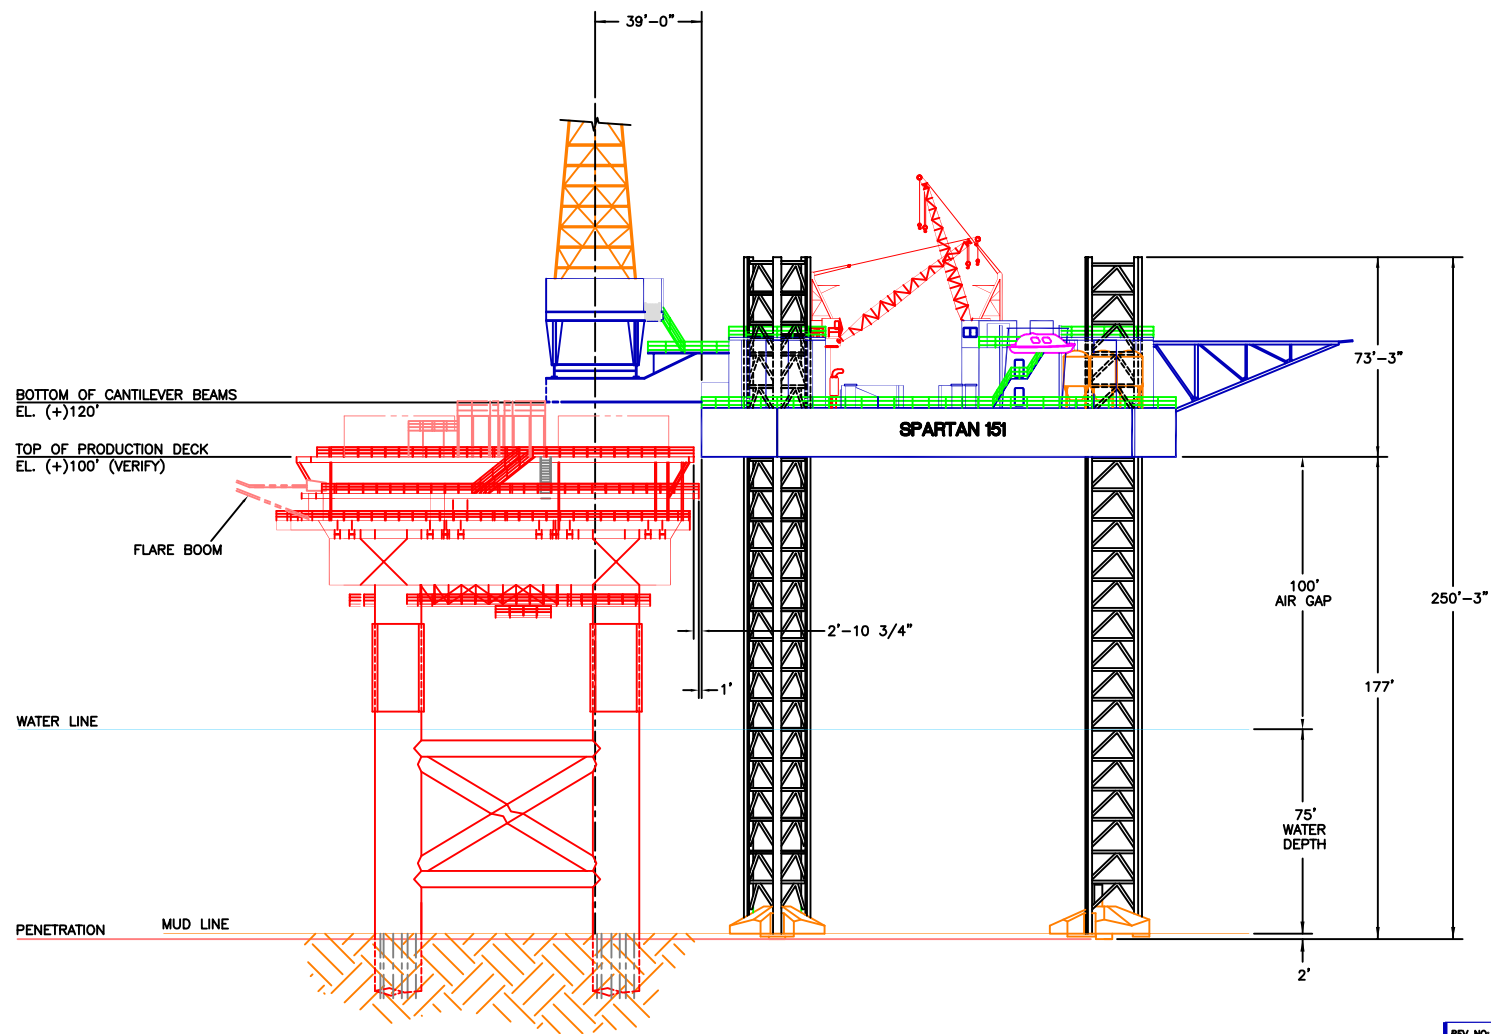 39'-0"
BOTTOM OF CANTILEVER BEAMS
EL. (+)120'
TOP OF PRODUCTION DECK
EL. (+)100' (VERIFY)
FLARE BOOM
SPARTAN 151
73'-3"
100'
AIR GAP
250'-3"
2'-10 3/4"
1'
177'
WATER LINE
75'
WATER
DEPTH
PENETRATION
MUD LINE
2'
REV NO: